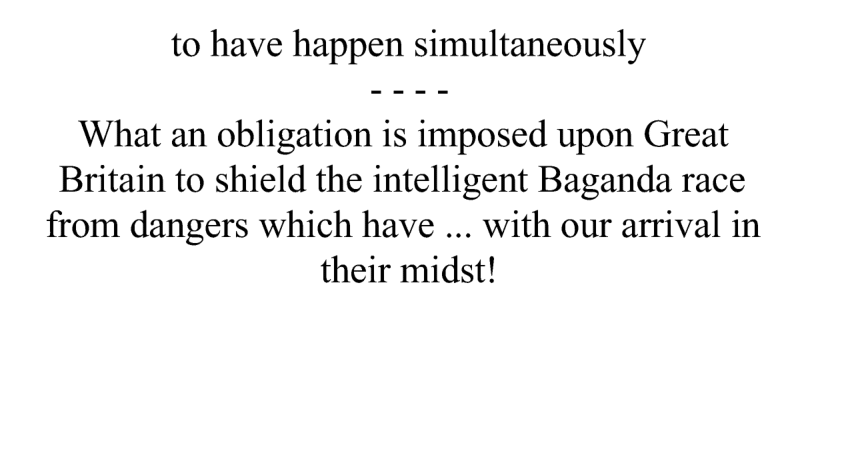 to have happen simultaneously
- - - -
What an obligation is imposed upon Great
Britain to shield the intelligent Baganda race
from dangers which have ... with our arrival in
their midst!